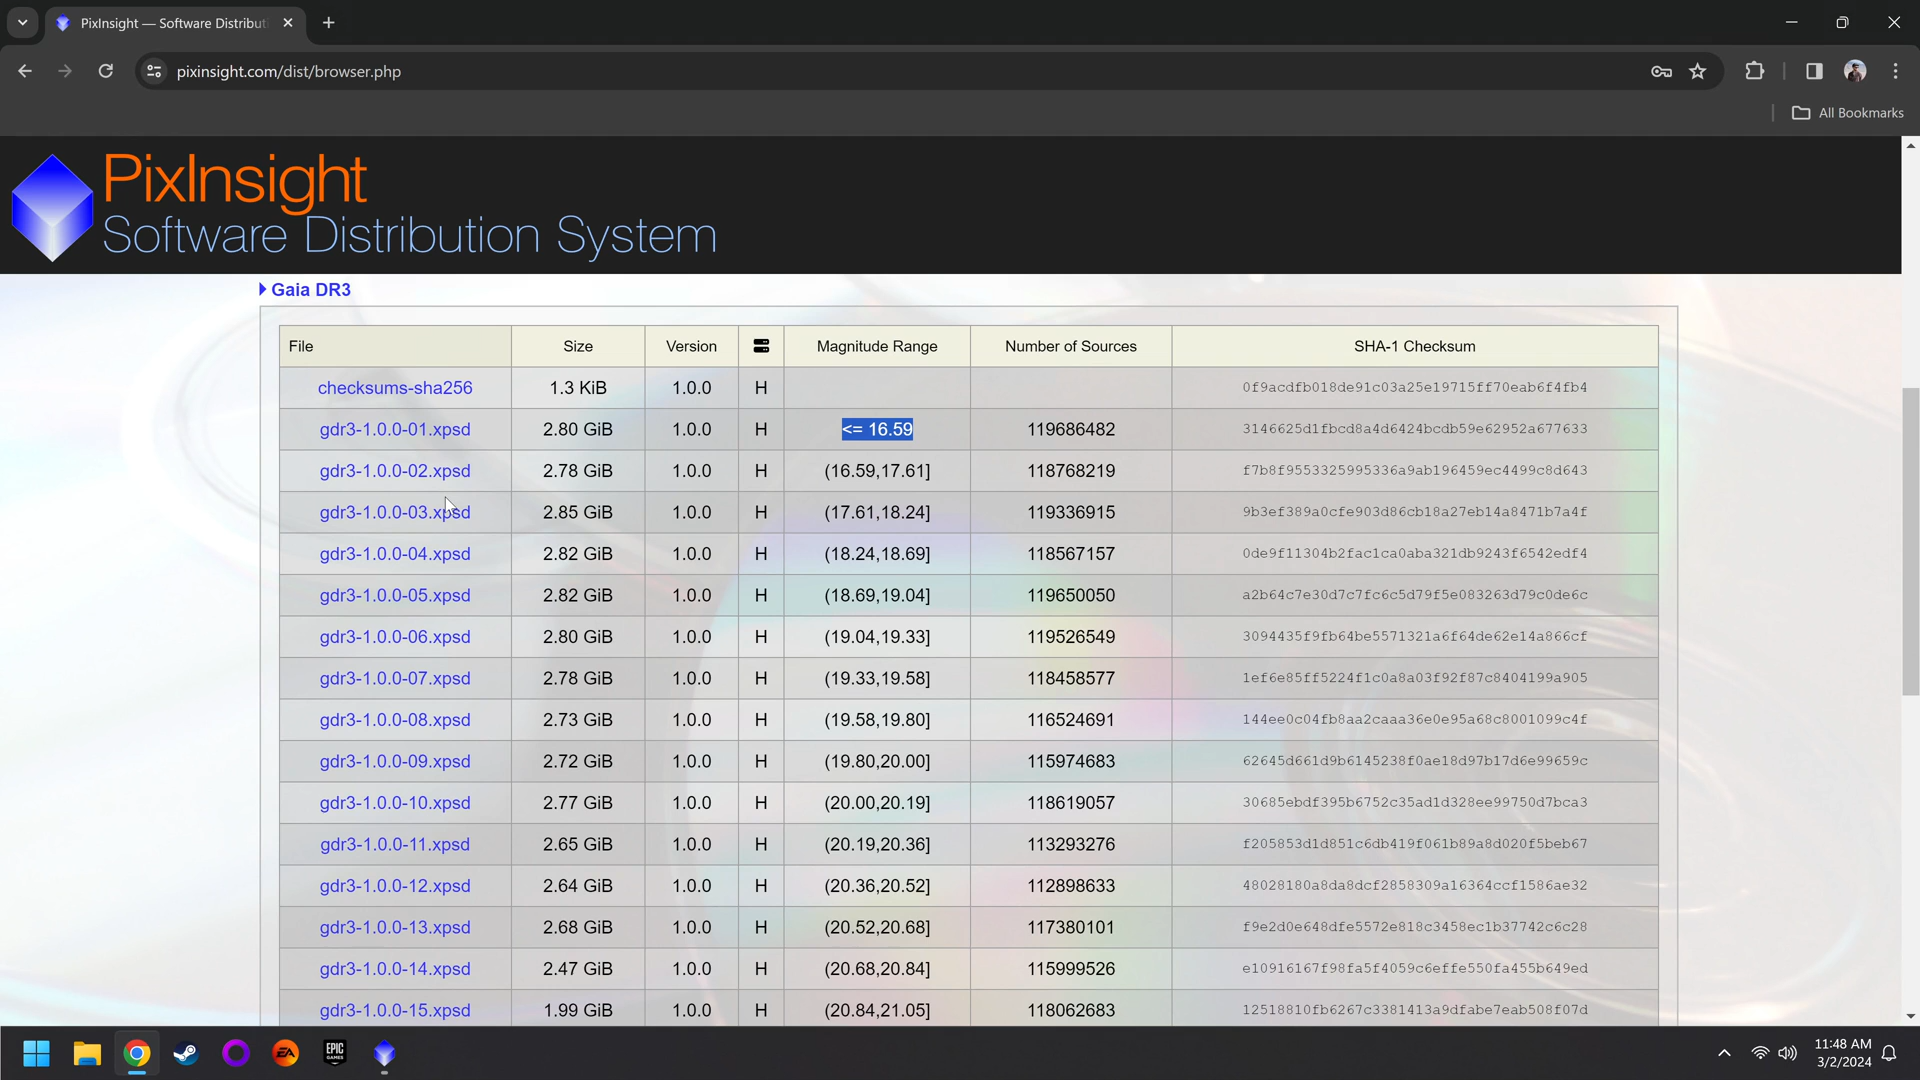 PixInsight — Software Distribut
pixinsight.com/dist/browser.php
All Bookmarks
PixInsight
Software Distribution System
Gaia DR3
File Size Version Magnitude Range Number of Sources SHA-1 Checksum
checksums-sha256 1.3 KiB 1.0.0 H 0f9acdfb018de91c03a25e19715ff70eab6f4fb4
gdr3-1.0.0-01.xpsd 2.80 GiB 1.0.0 H <= 16.59 119686482 3146625d1fbcd8a4d6424bcdb59e62952a677633
gdr3-1.0.0-02.xpsd 2.78 GiB 1.0.0 H (16.59,17.61] 118768219 f7b8f9553325995336a9ab196459ec4499c8d643
gdr3-1.0.0-03.xpsd 2.85 GiB 1.0.0 H (17.61,18.24] 119336915 9b3ef389a0cfe903d86cb18a27eb14a8471b7a4f
gdr3-1.0.0-04.xpsd 2.82 GiB 1.0.0 H (18.24,18.69] 118567157 0de9f11304b2fac1ca0aba321db9243f6542edf4
gdr3-1.0.0-05.xpsd 2.82 GiB 1.0.0 H (18.69,19.04] 119650050 a2b64c7e30d7c7fc6c5d79f5e083263d79c0de6c
gdr3-1.0.0-06.xpsd 2.80 GiB 1.0.0 H (19.04,19.33] 119526549 3094435f9fb64be5571321a6f64de62e14a866cf
gdr3-1.0.0-07.xpsd 2.78 GiB 1.0.0 H (19.33,19.58] 118458577 1ef6e85ff5224f1c0a8a03f92f87c8404199a905
gdr3-1.0.0-08.xpsd 2.73 GiB 1.0.0 H (19.58,19.80] 116524691 144ee0c04fb8aa2caaa36e0e95a68c8001099c4f
gdr3-1.0.0-09.xpsd 2.72 GiB 1.0.0 H (19.80,20.00] 115974683 62645d661d9b6145238f0ae18d97b17d6e99659c
gdr3-1.0.0-10.xpsd 2.77 GiB 1.0.0 H (20.00,20.19] 118619057 30685ebdf395b6752c35ad1d328ee99750d7bca3
gdr3-1.0.0-11.xpsd 2.65 GiB 1.0.0 H (20.19,20.36] 113293276 f205853d1d851c6db419f061b89a8d020f5beb67
gdr3-1.0.0-12.xpsd 2.64 GiB 1.0.0 H (20.36,20.52] 112898633 48028180a8da8dcf2858309a16364ccf1586ae32
gdr3-1.0.0-13.xpsd 2.68 GiB 1.0.0 H (20.52,20.68] 117380101 f9e2d0e648dfe5572e818c3458ec1b37742c6c28
gdr3-1.0.0-14.xpsd 2.47 GiB 1.0.0 H (20.68,20.84] 115999526 e10916167f98fa5f4059c6effe550fa455b649ed
gdr3-1.0.0-15.xpsd 1.99 GiB 1.0.0 H (20.84,21.05] 118062683 12518810fb6267c3381413a9dfabe7eab508f07d
EA
EPIC
GAMES
11:48 AM
3/2/2024